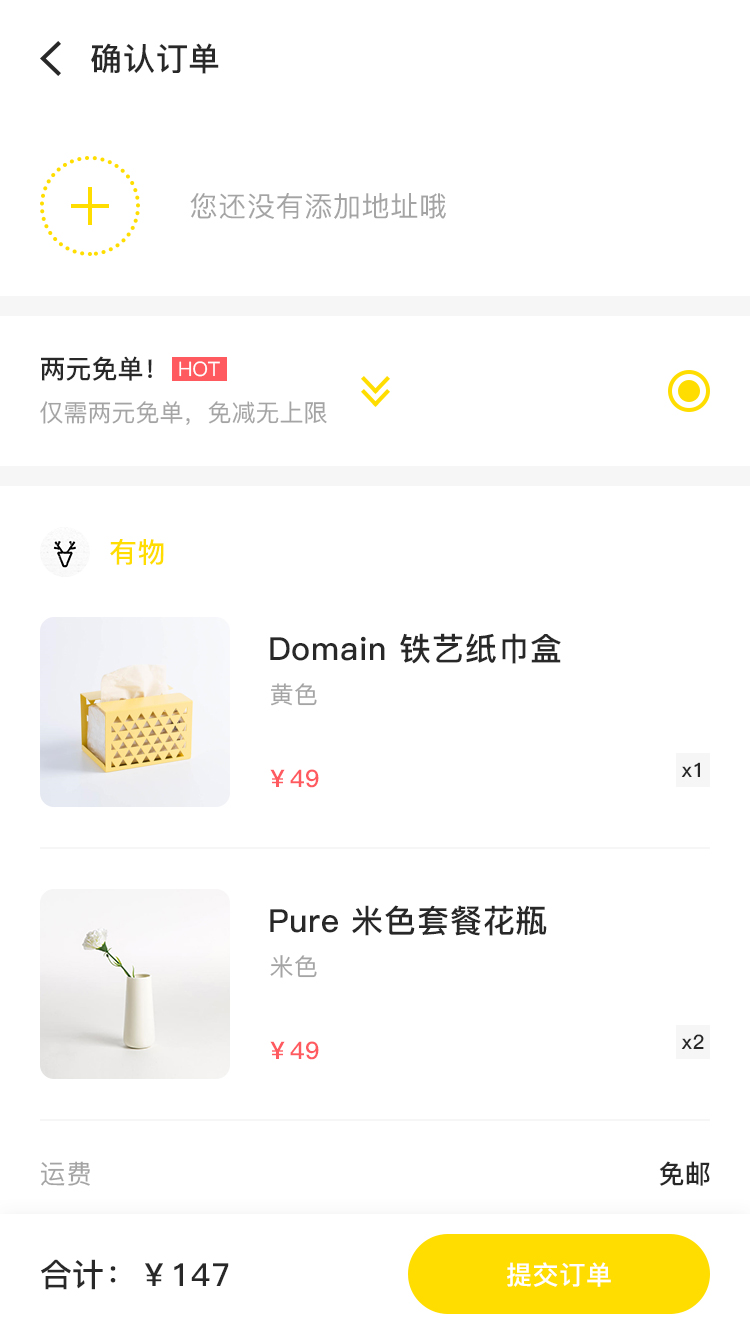 确认订单
您还没有添加地址哦
两元免单! HOT
仅需两元免单，免减无上限
有物
Domain 铁艺纸巾盒
黄色
¥ 49
x1
Pure 米色套餐花瓶
米色
¥ 49
x2
运费
免邮
合计： ¥ 147
提交订单